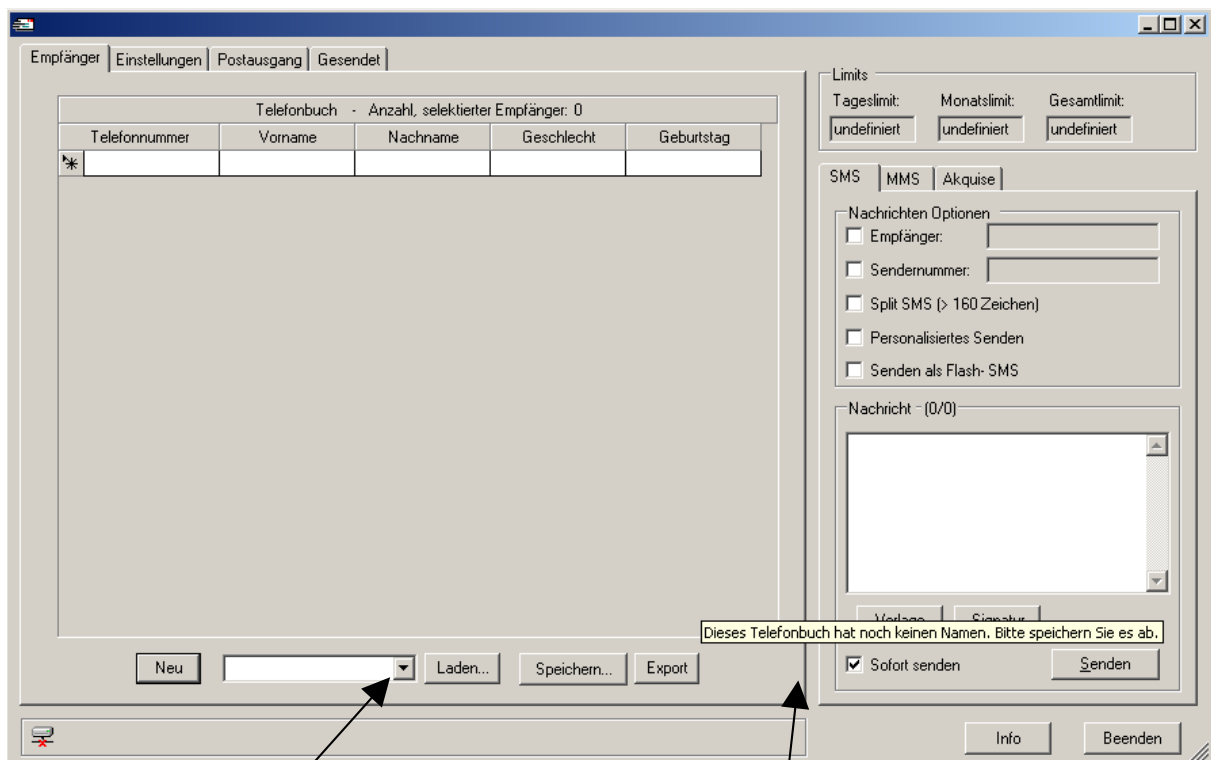 Empfänger Einstellungen Postausgang Gesendet
Telefonbuch - Anzahl, selektierter Empfänger: 0
Telefonnummer Vorname Nachname Geschlecht Geburtstag
Neu Laden... Speichern... Export
Limits
Tageslimit: Monatslimit: Gesamtlimit:
undefiniert undefiniert undefiniert
SMS MMS Akquise
Nachrichten Optionen
Empfänger:
Sendernummer:
Split SMS (> 160 Zeichen)
Personalisiertes Senden
Senden als Flash- SMS
Nachricht - (0/0)
Vorlage Signatur
Dieses Telefonbuch hat noch keinen Namen. Bitte speichern Sie es ab.
Sofort senden Senden
Info Beenden